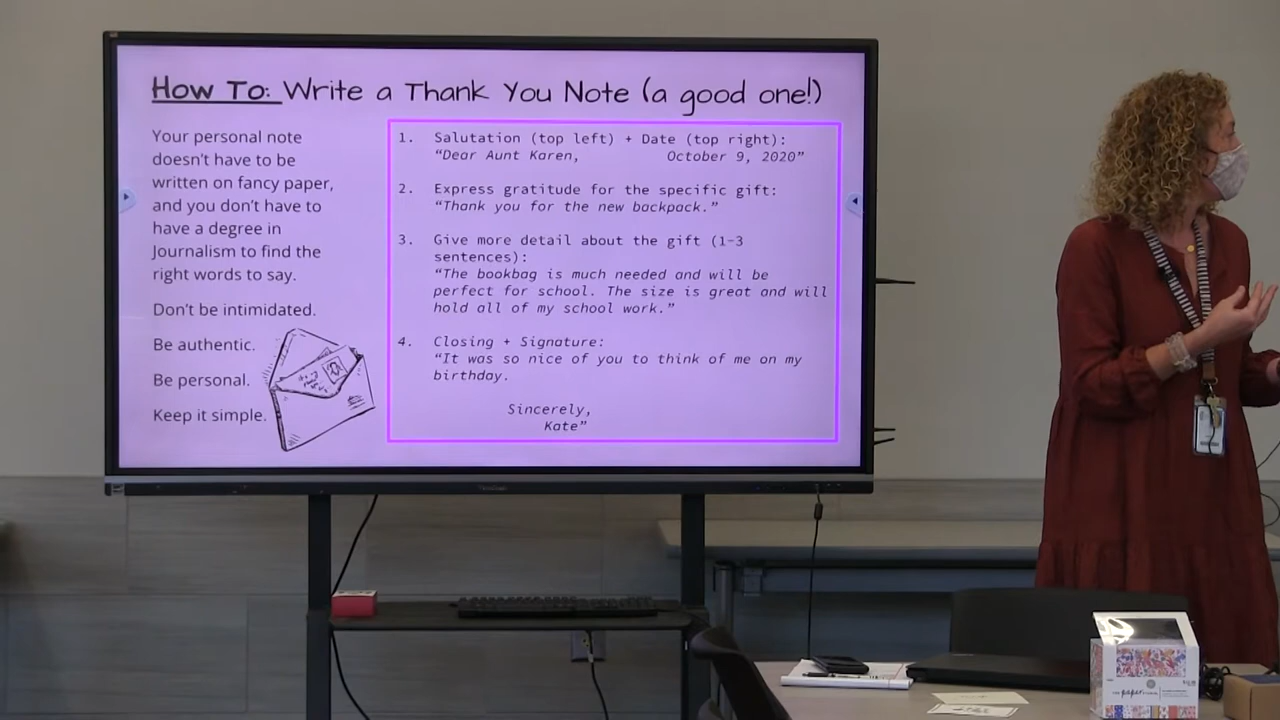 How To: Write a Thank You Note (a good one!)
Your personal note
doesn't have to be
written on fancy paper,
and you don't have to
have a degree in
Journalism to find the
right words to say.
Don't be intimidated.
Be authentic.
Be personal.
Keep it simple.
1. Salutation (top left) + Date (top right):
"Dear Aunt Karen, October 9, 2020"
2. Express gratitude for the specific gift:
"Thank you for the new backpack."
3. Give more detail about the gift (1-3
sentences):
"The bookbag is much needed and will be
perfect for school. The size is great and will
hold all of my school work."
4. Closing + Signature:
"It was so nice of you to think of me on my
birthday.
Sincerely,
Kate"
paper